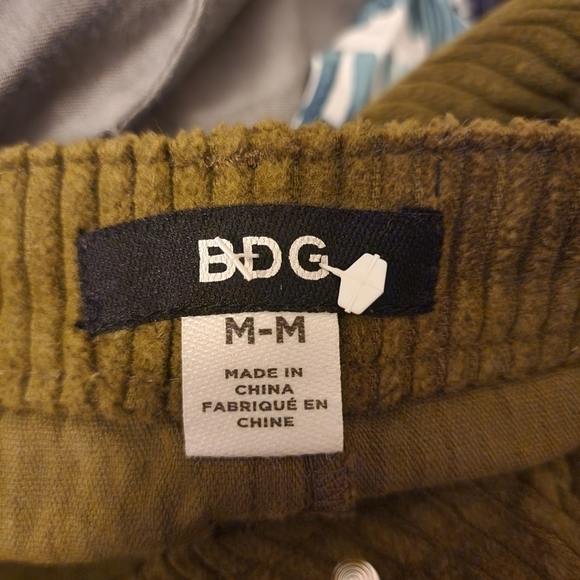 BDG
M-M
MADE IN
CHINA
FABRIQUÉ EN
CHINE